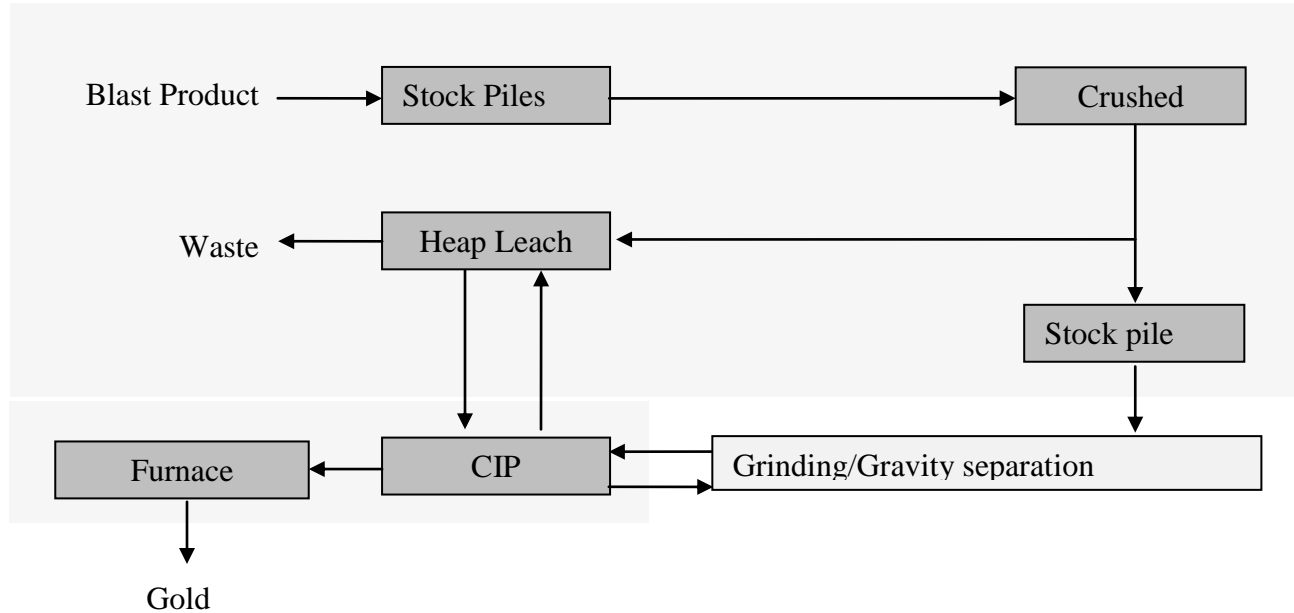 Blast Product
Stock Piles
Crushed
Waste
Heap Leach
Stock pile
Furnace
CIP
Grinding/Gravity separation
Gold